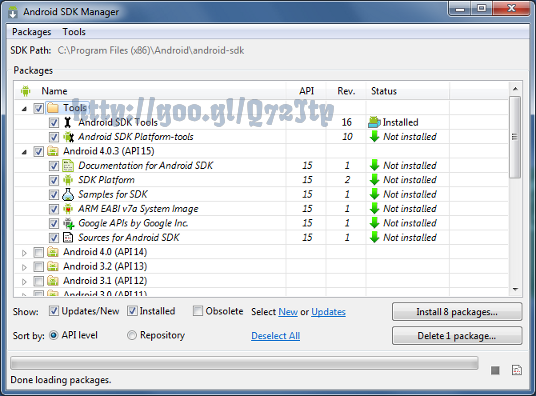 Android SDK Manager
Packages Tools
SDK Path: C:\Program Files (x86)\Android\android-sdk
Packages
Name API Rev. Status
Tools
http://goo.gl/Q72Jtp
Android SDK Tools 16 Installed
Android SDK Platform-tools 10 Not installed
Android 4.0.3 (API 15)
Documentation for Android SDK 15 1 Not installed
SDK Platform 15 2 Not installed
Samples for SDK 15 1 Not installed
ARM EABI v7a System Image 15 1 Not installed
Google APIs by Google Inc. 15 1 Not installed
Sources for Android SDK 15 1 Not installed
Android 4.0 (API 14)
Android 3.2 (API 13)
Android 3.1 (API 12)
Android 3.0 (API 11)
Show: Updates/New Installed Obsolete Select New or Updates Install 8 packages...
Sort by: API level Repository Deselect All Delete 1 package...
Done loading packages.